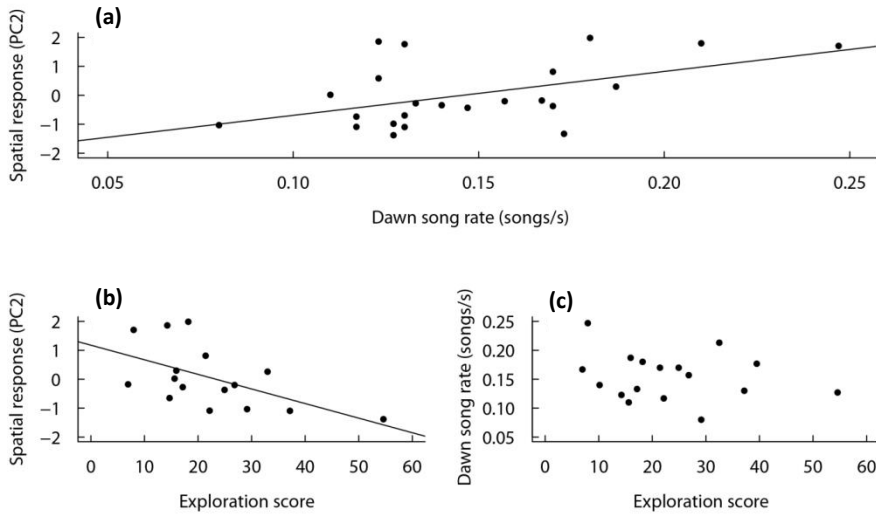 (a)
Spatial response (PC2)
2
1
0
−1
−2
0.05 0.10 0.15 0.20 0.25
Dawn song rate (songs/s)
(b)
Spatial response (PC2)
2
1
0
−1
−2
0 10 20 30 40 50 60
Exploration score
(c)
Dawn song rate (songs/s)
0.25
0.20
0.15
0.10
0.05
0 10 20 30 40 50 60
Exploration score